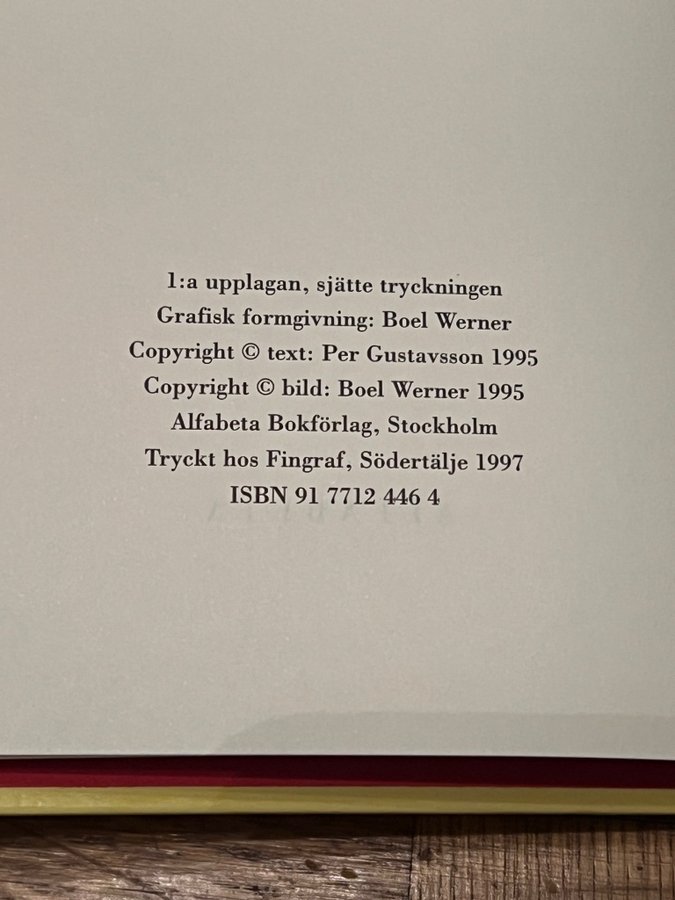 1:a upplagan, sjätte tryckningen
Grafisk formgivning: Boel Werner
Copyright © text: Per Gustavsson 1995
Copyright © bild: Boel Werner 1995
Alfabeta Bokförlag, Stockholm
Tryckt hos Fingraf, Södertälje 1997
ISBN 91 7712 446 4